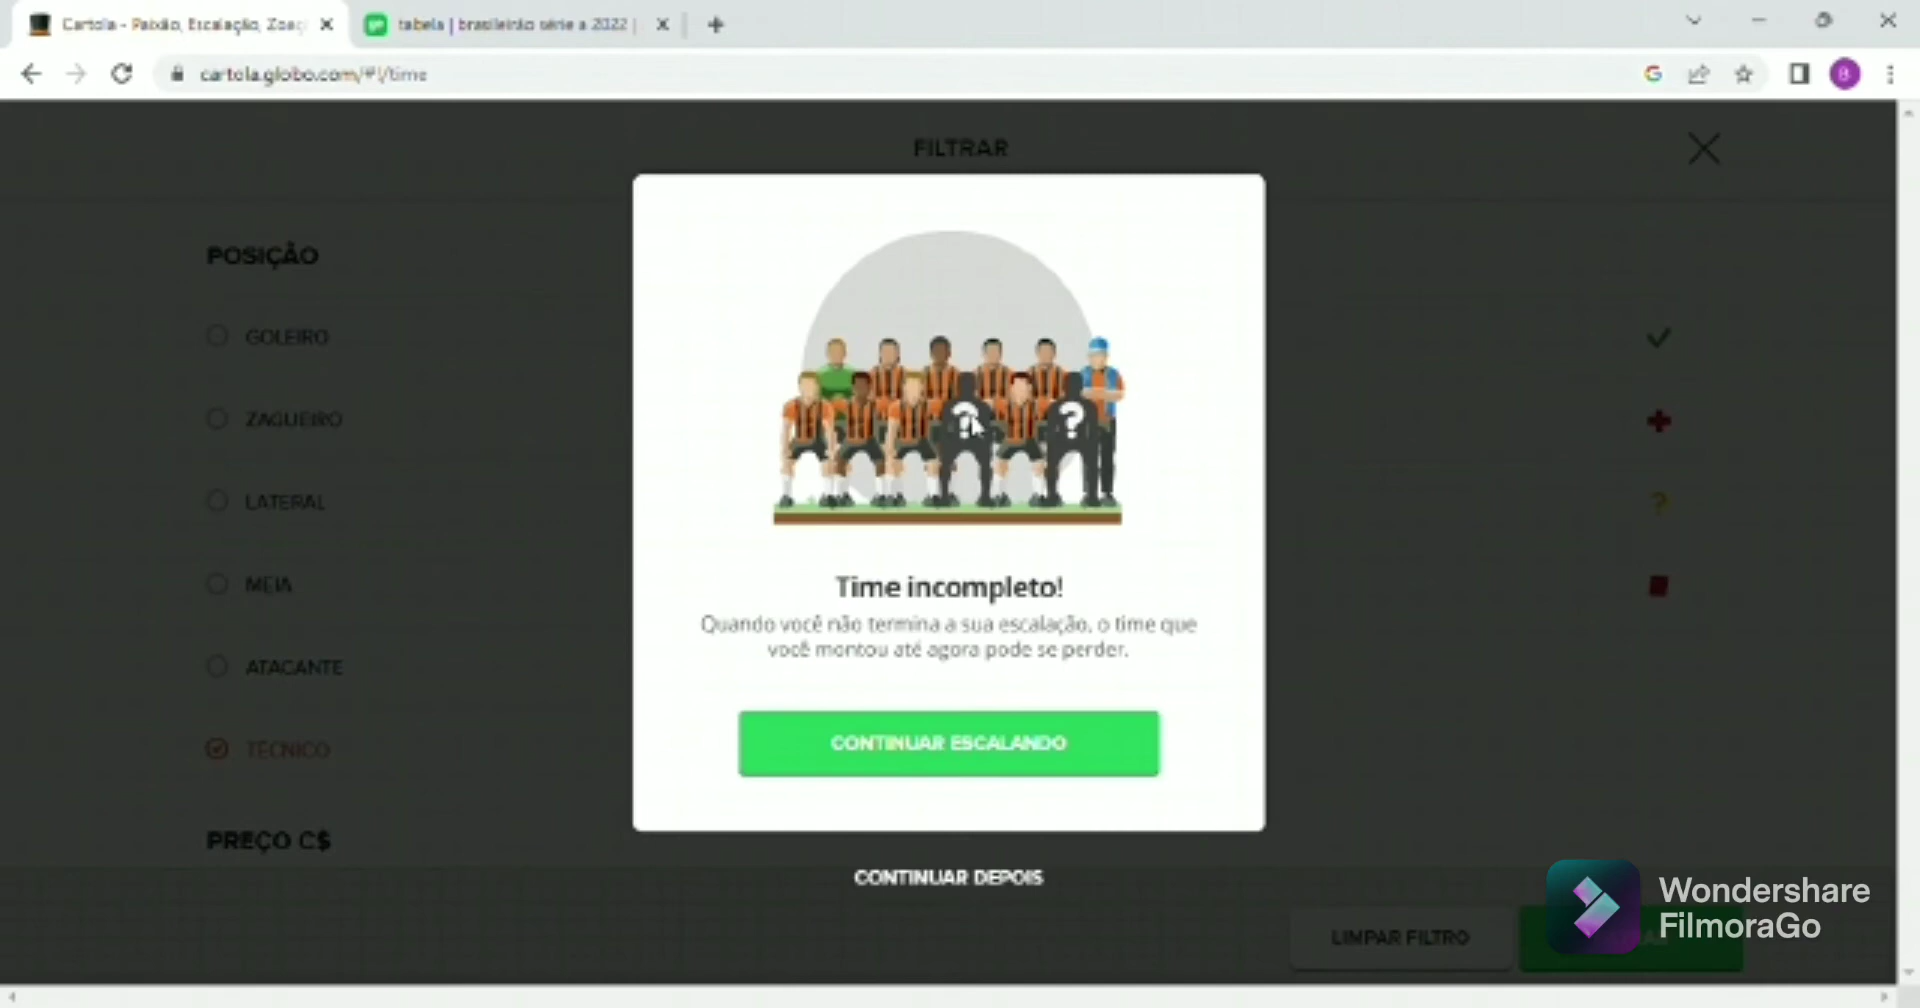 Cartola - Paixão, Escalação, Zoaç
tabela | brasileirão série a 2022 |
cartola.globo.com/#!/time
B
FILTRAR
POSIÇÃO
GOLEIRO
ZAGUEIRO
LATERAL
MEIA
ATACANTE
TÉCNICO
PREÇO C$
? ?
Time incompleto!
Quando você não termina a sua escalação, o time que
você montou até agora pode se perder.
CONTINUAR ESCALANDO
CONTINUAR DEPOIS
LIMPAR FILTRO
Wondershare
FilmoraGo